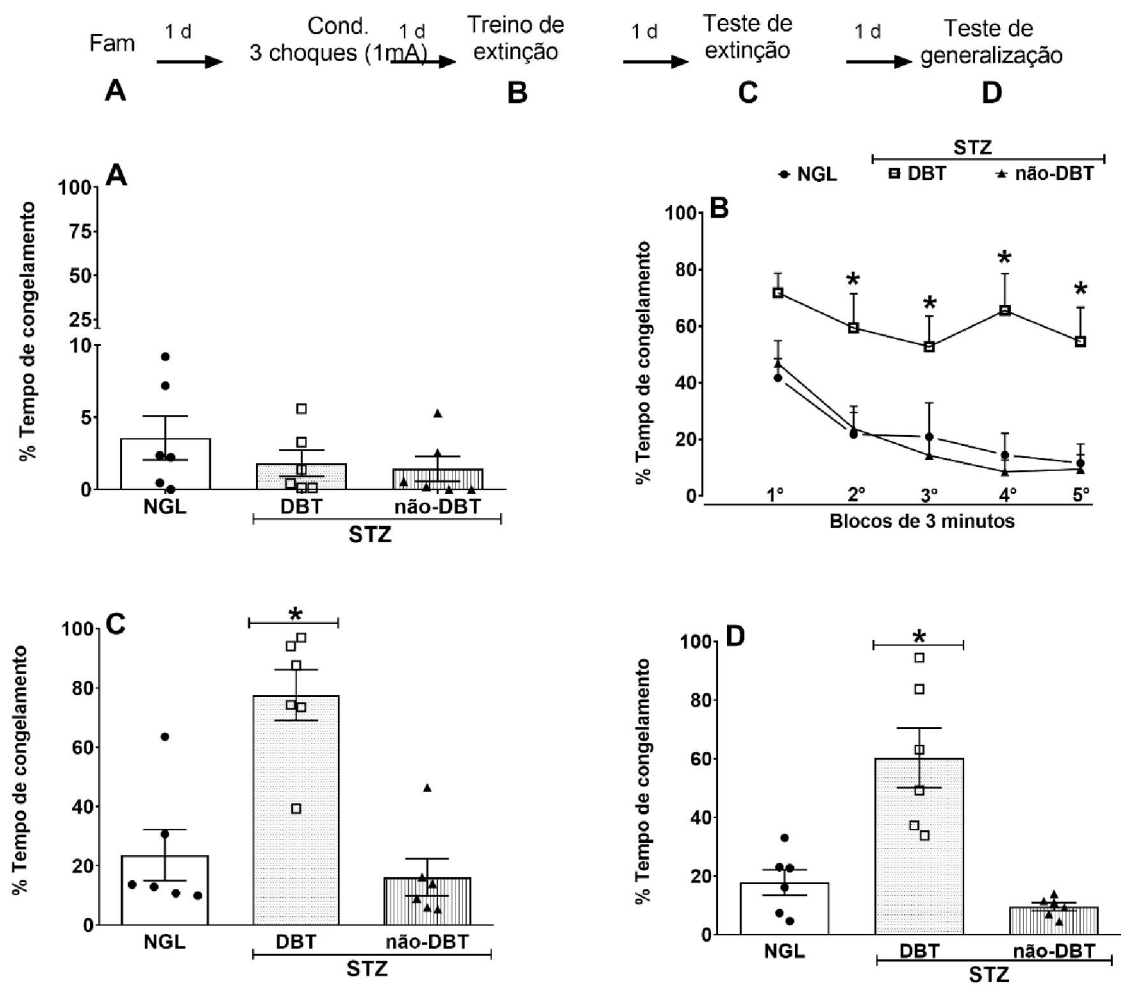 Fam
1 d
Cond.
3 choques (1mA)
1 d
Treino de
extinção
1 d
Teste de
extinção
1 d
Teste de
generalização
A
B
C
D
A
% Tempo de congelamento
100
75
50
25
10
5
0
NGL
DBT
não-DBT
STZ
STZ
NGL
DBT
não-DBT
B
% Tempo de congelamento
100
80
60
40
20
0
*
*
*
*
1°
2°
3°
4°
5°
Blocos de 3 minutos
C
% Tempo de congelamento
100
80
60
40
20
0
*
NGL
DBT
não-DBT
STZ
D
% Tempo de congelamento
100
80
60
40
20
0
*
NGL
DBT
não-DBT
STZ